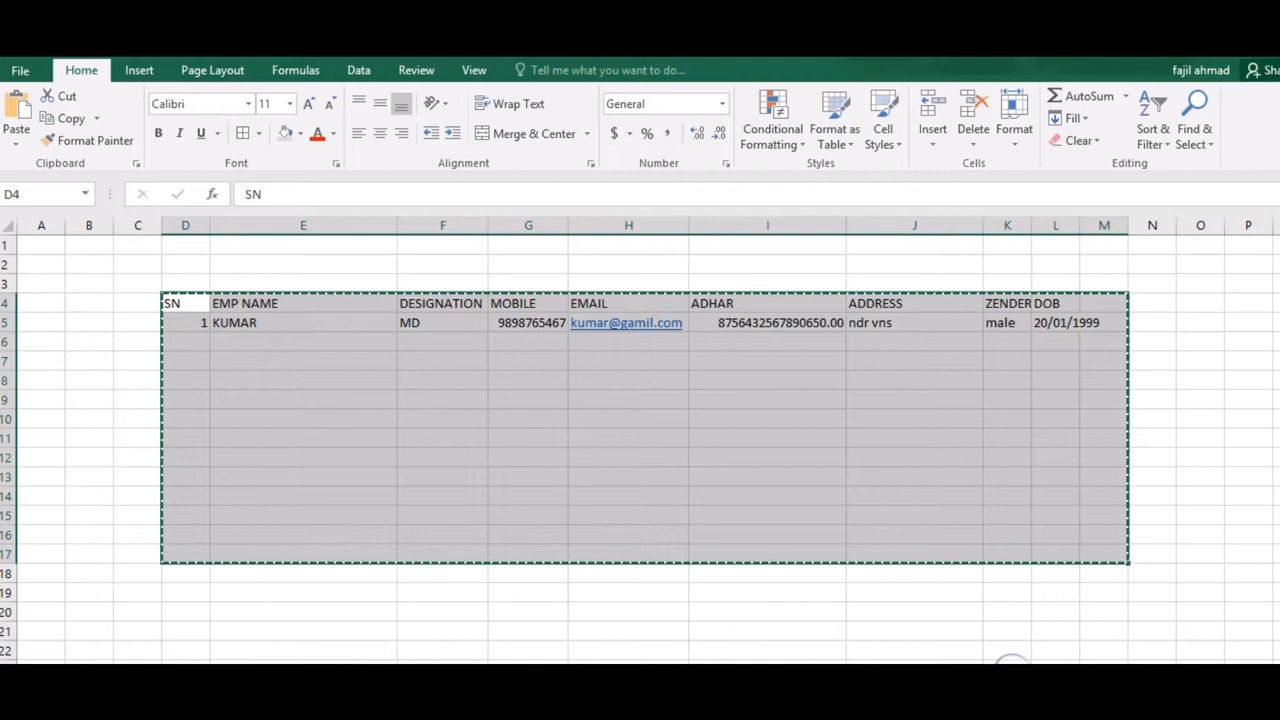 File Home Insert Page Layout Formulas Data Review View Tell me what you want to do... fajil ahmad Sha
Cut
Copy
Format Painter
Paste
Clipboard
Calibri 11
B I U
Font
Wrap Text
Merge & Center
Alignment
General
$ % ,
Number
Conditional Formatting
Format as Table
Cell Styles
Styles
Insert
Delete
Format
Cells
AutoSum
Fill
Clear
Sort & Filter
Find & Select
Editing
D4 fx SN
A B C D E F G H I J K L M N O P
1
2
3
4 SN EMP NAME DESIGNATION MOBILE EMAIL ADHAR ADDRESS ZENDER DOB
5 1 KUMAR MD 9898765467 kumar@gamil.com 8756432567890650.00 ndr vns male 20/01/1999
6
7
8
9
10
11
12
13
14
15
16
17
18
19
20
21
22